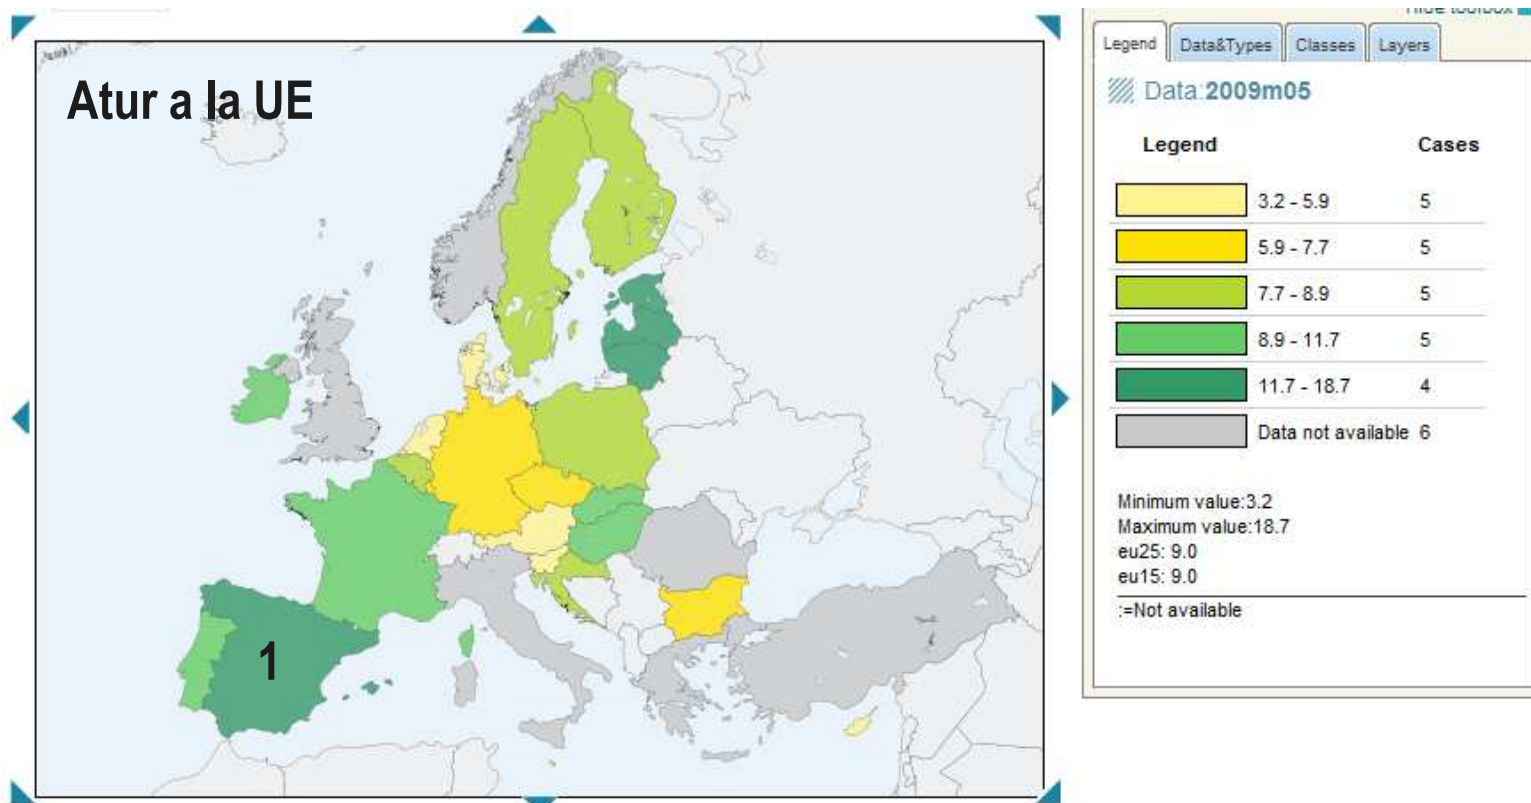 Atur a la UE
1
Legend Data&Types Classes Layers
Data:2009m05
Legend Cases
3.2 - 5.9 5
5.9 - 7.7 5
7.7 - 8.9 5
8.9 - 11.7 5
11.7 - 18.7 4
Data not available 6
Minimum value:3.2
Maximum value:18.7
eu25: 9.0
eu15: 9.0
:=Not available